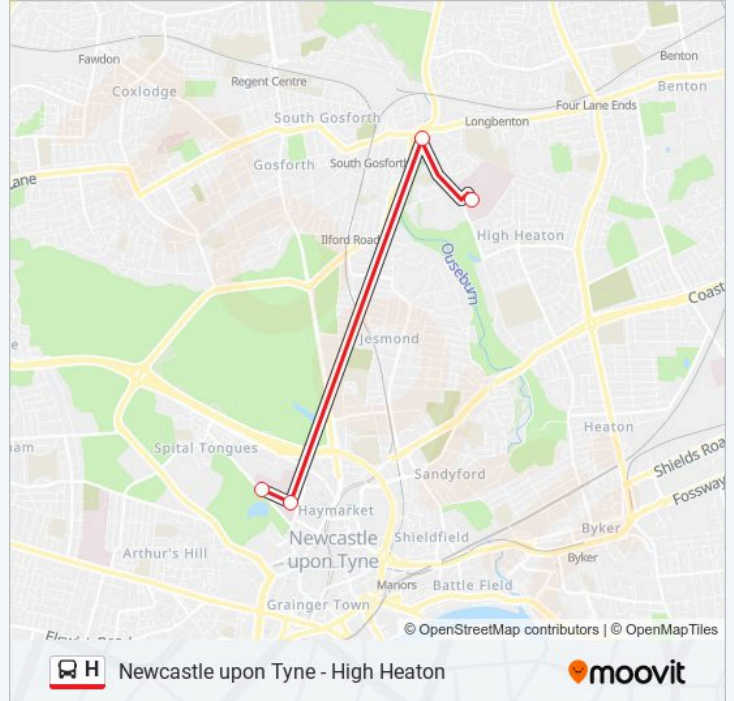 Fawdon
Benton
Coxlodge
Regent Centre
Benton
Four Lane Ends
South Gosforth
Longbenton
Gosforth
South Gosforth
Lane
High Heaton
Ilford Road
Ouseburn
Coast
Jesmond
Heaton
Spital Tongues
Shields Roa
Sandyford
Fossway
Haymarket
Byker
Newcastle
upon Tyne
Shieldfield
Arthur's Hill
Byker
Manors
Battle Field
Grainger Town
© OpenStreetMap contributors | © OpenMapTiles
H Newcastle upon Tyne - High Heaton
moovit